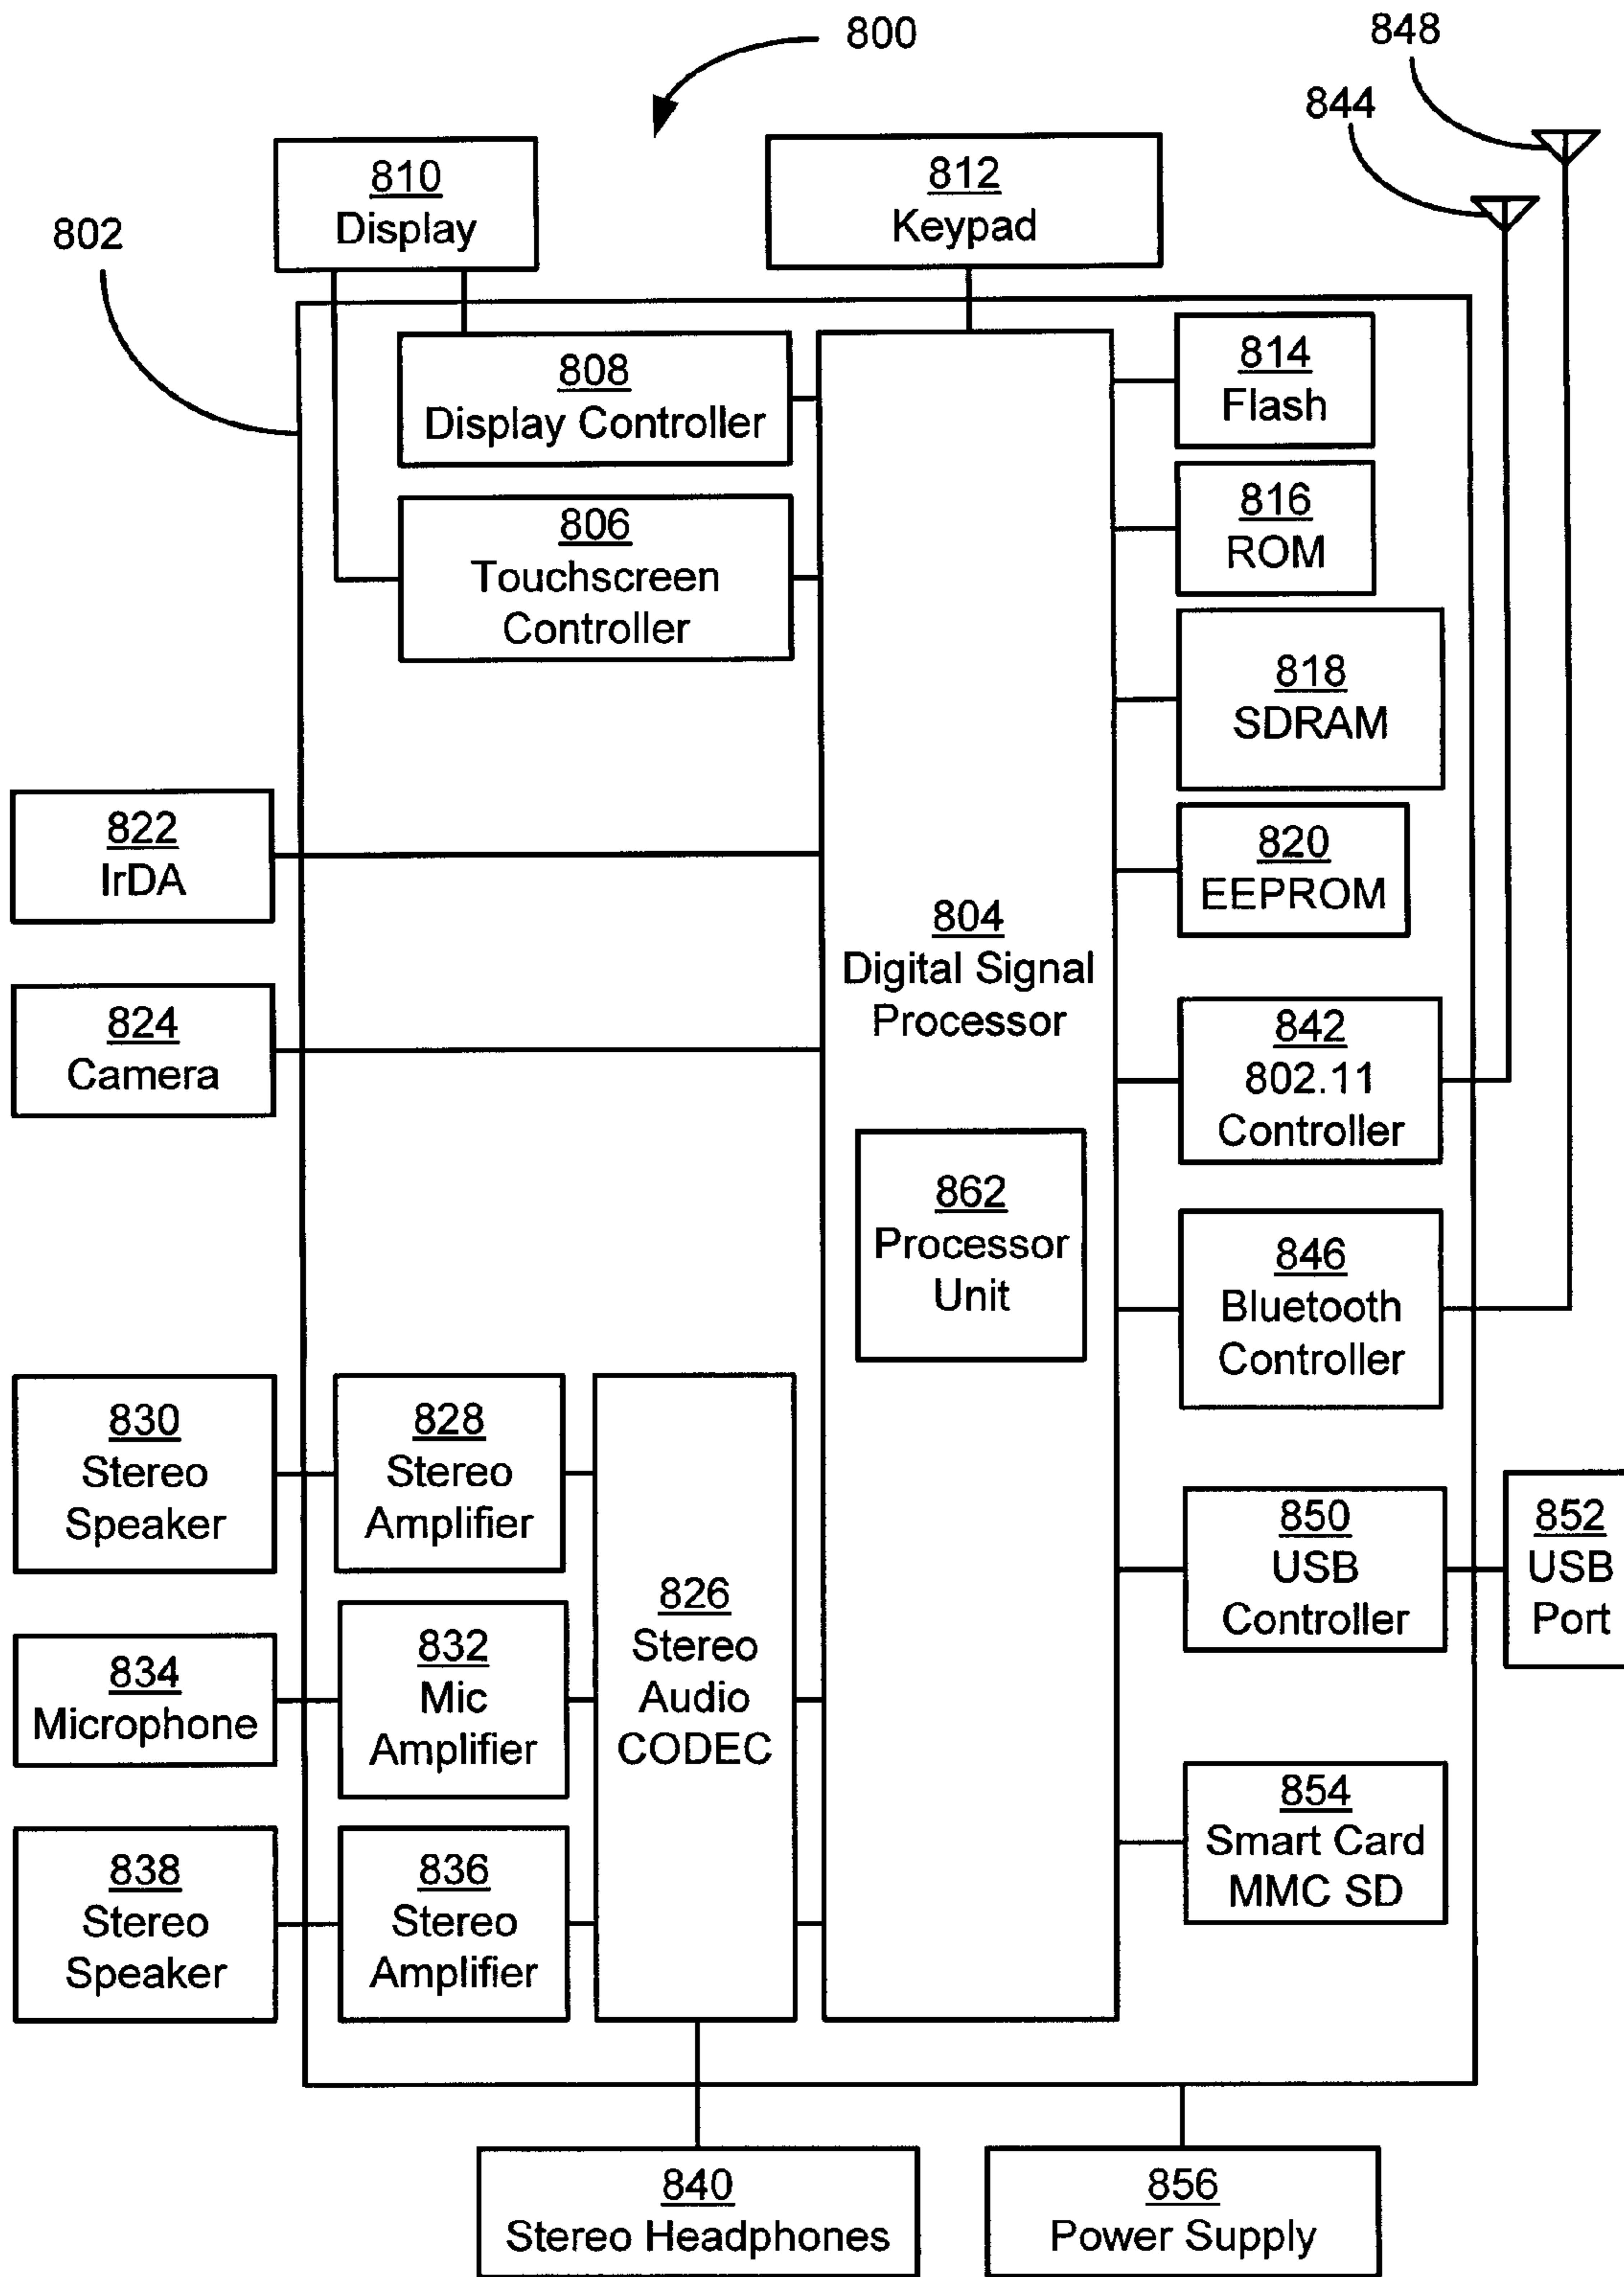 800
848
844
802
810
Display
812
Keypad
808
Display Controller
806
Touchscreen
Controller
814
Flash
816
ROM
818
SDRAM
820
EEPROM
822
IrDA
824
Camera
804
Digital Signal
Processor
862
Processor
Unit
842
802.11
Controller
846
Bluetooth
Controller
830
Stereo
Speaker
828
Stereo
Amplifier
834
Microphone
832
Mic
Amplifier
838
Stereo
Speaker
836
Stereo
Amplifier
826
Stereo
Audio
CODEC
850
USB
Controller
852
USB
Port
854
Smart Card
MMC SD
840
Stereo Headphones
856
Power Supply